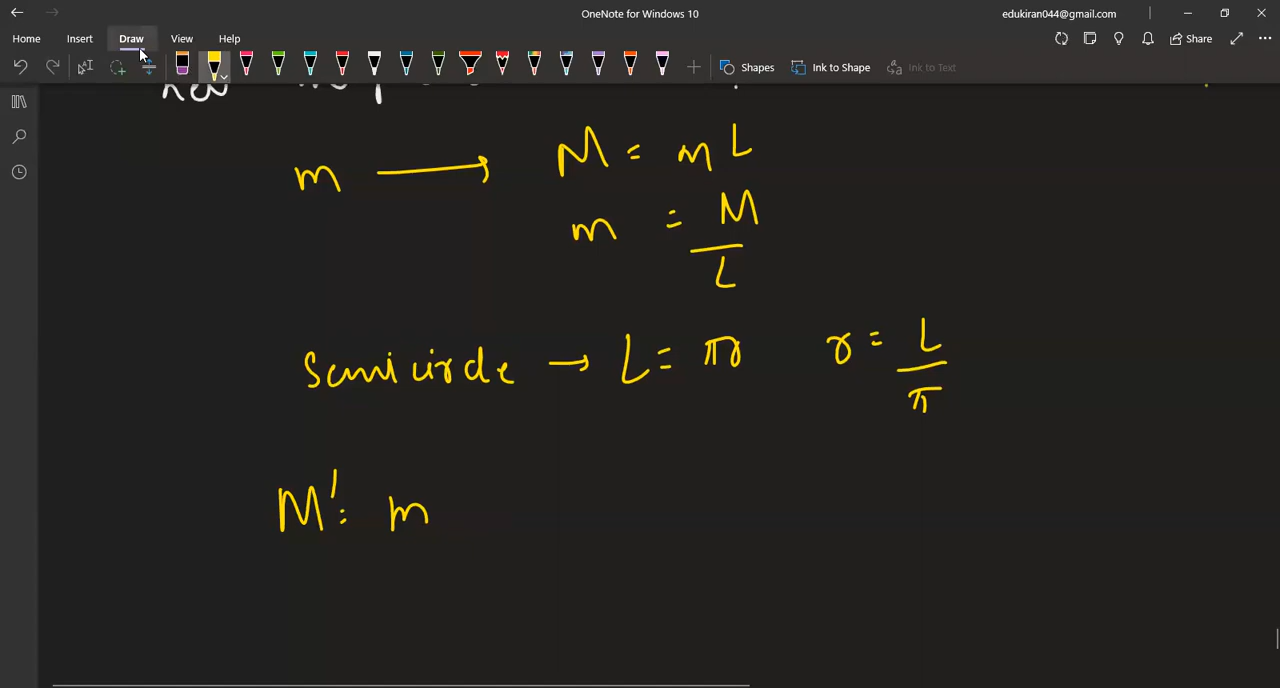 OneNote for Windows 10
edukiran044@gmail.com
Home Insert Draw View Help
Shapes Ink to Shape Ink to Text Share
m → M = mL
m = M/L
Semicircle → L = πr r = L/π
M' = m